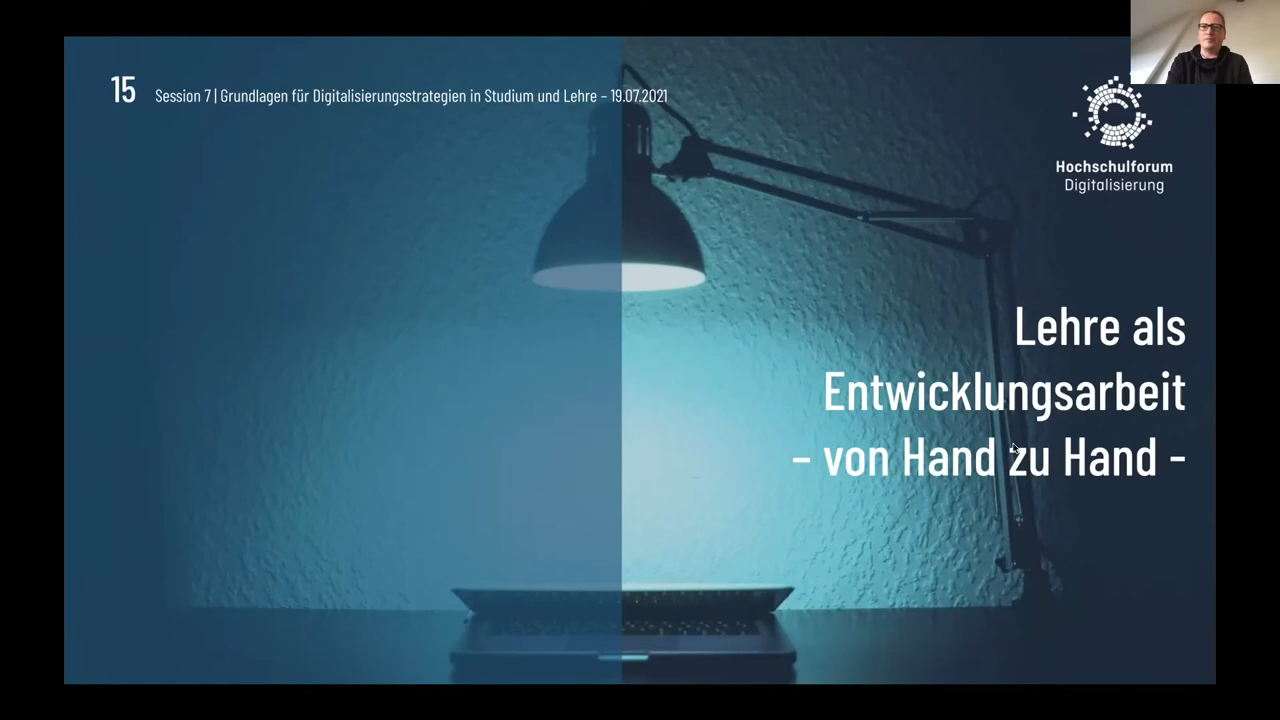 15 Session 7 | Grundlagen für Digitalisierungsstrategien in Studium und Lehre – 19.07.2021
Hochschulforum
Digitalisierung
Lehre als
Entwicklungsarbeit
– von Hand zu Hand -